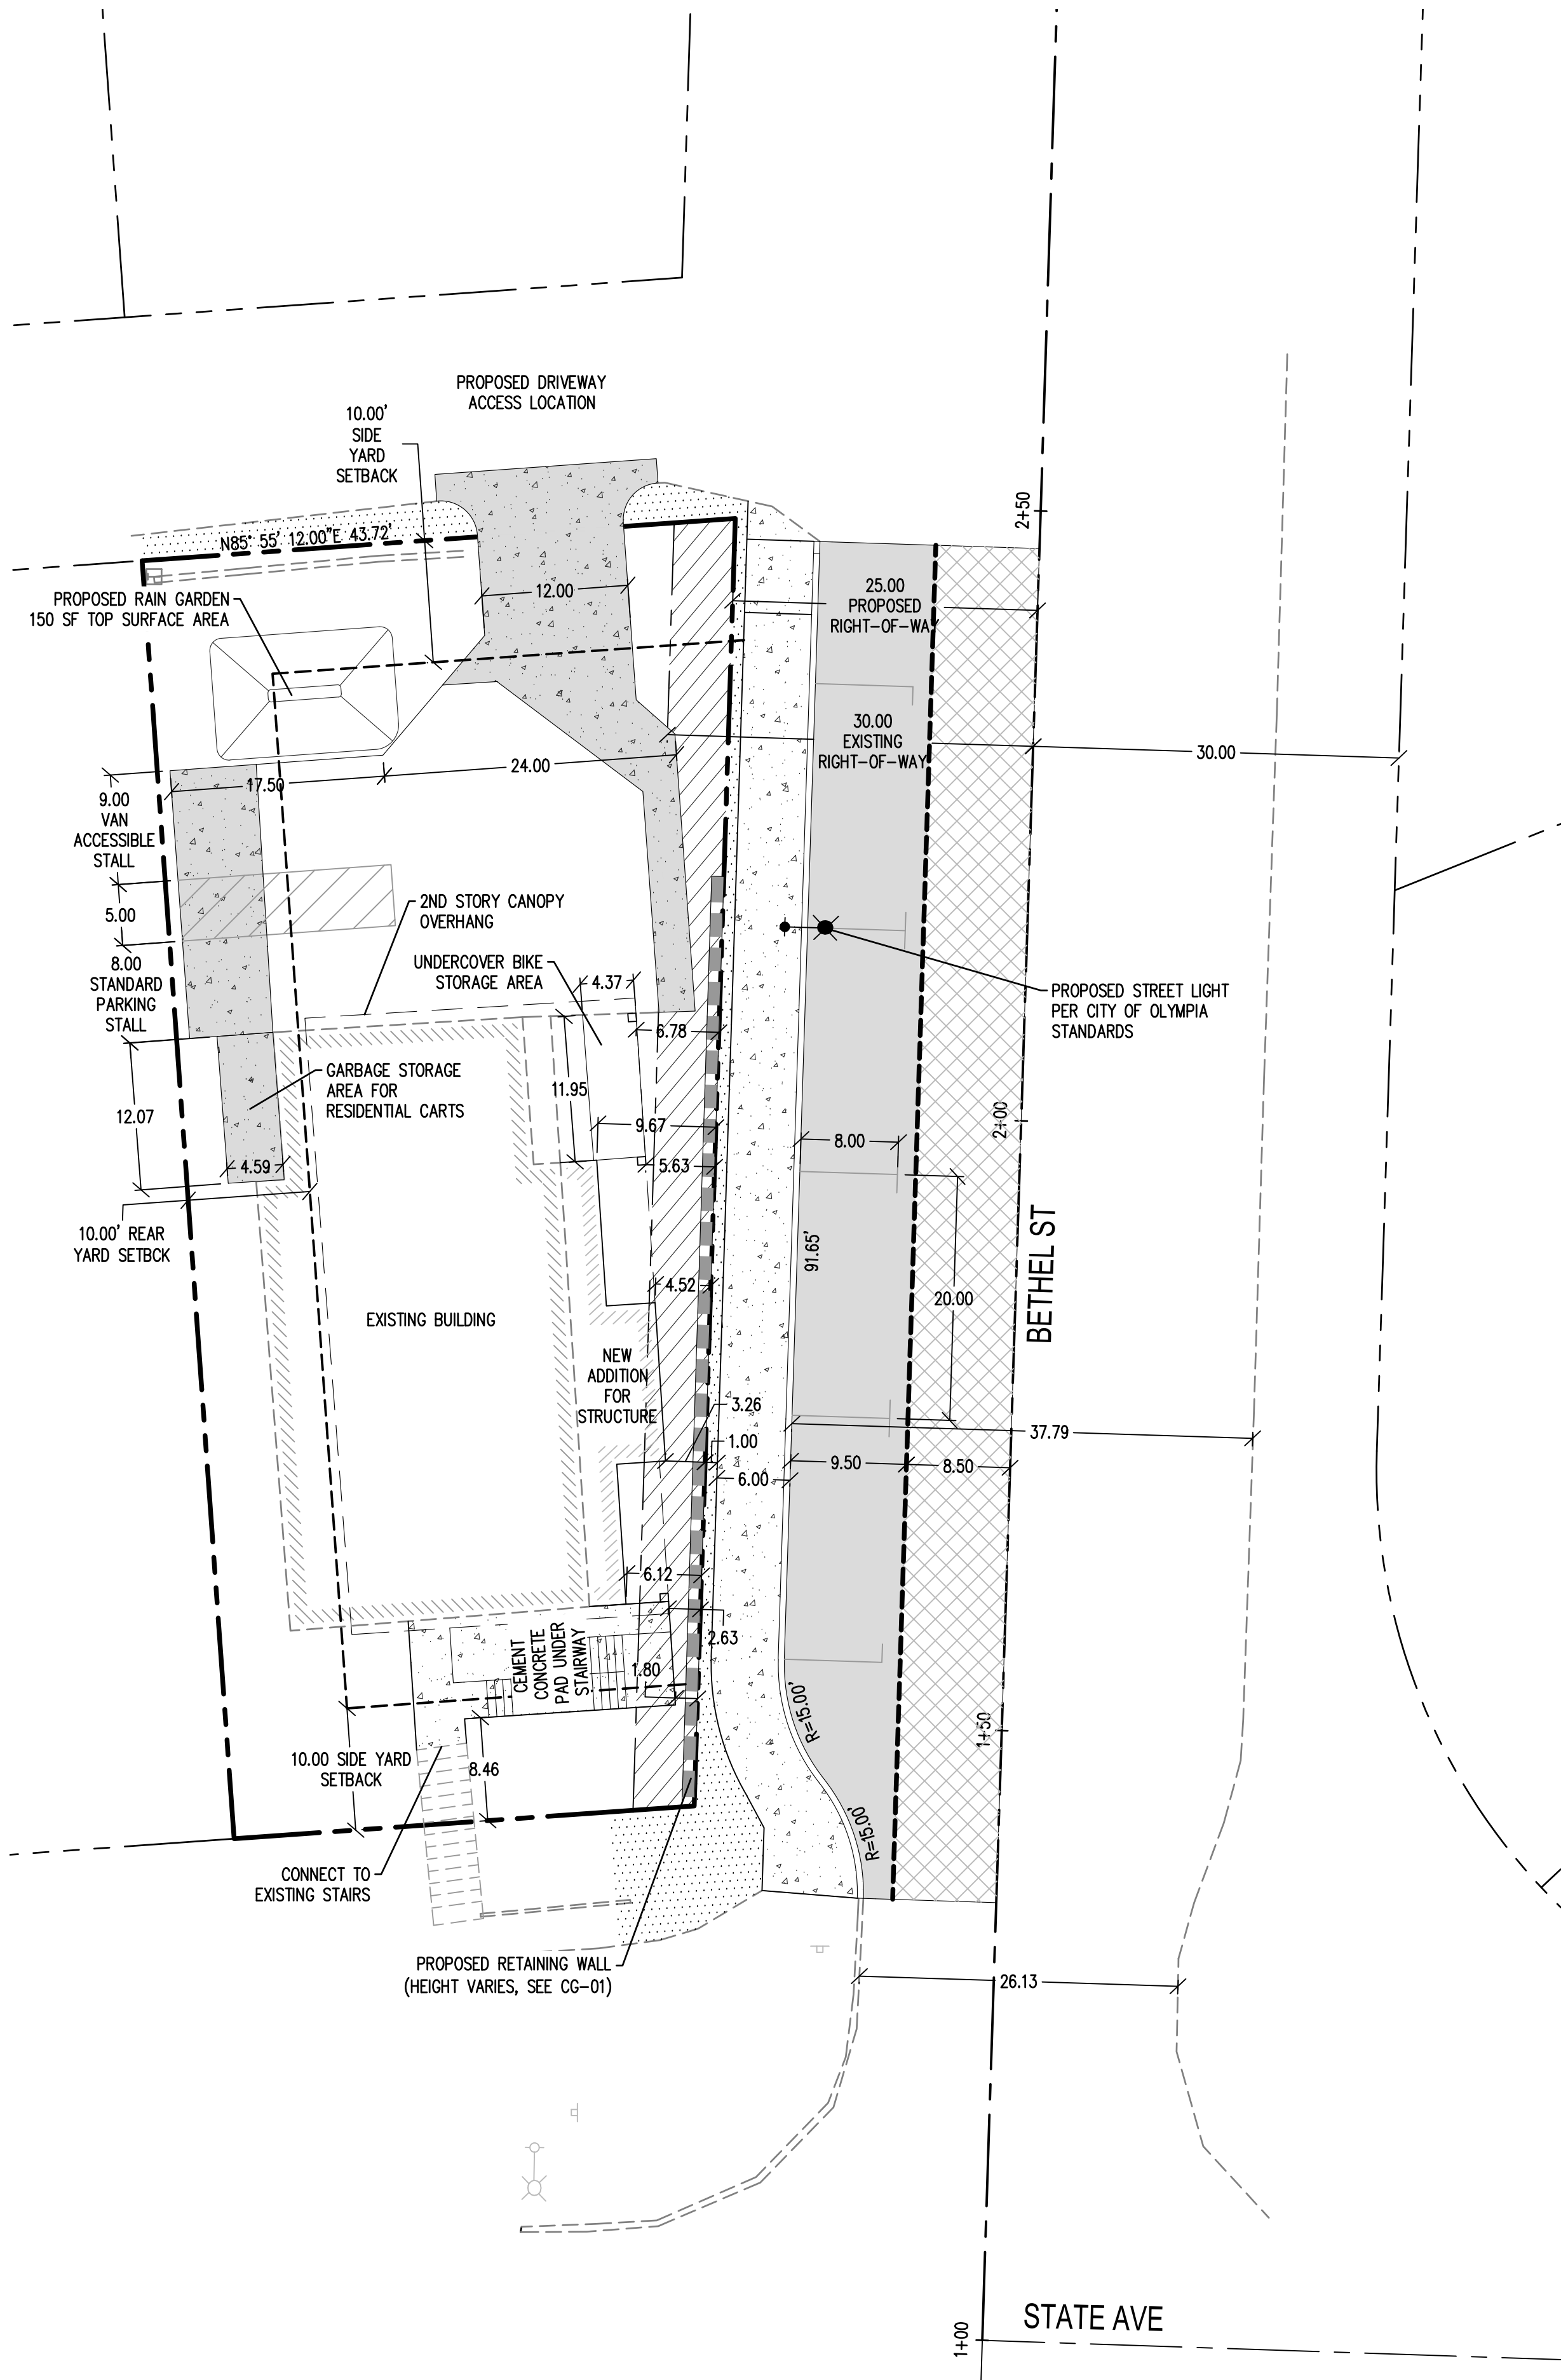 PROPOSED DRIVEWAY
ACCESS LOCATION
10.00'
SIDE
YARD
SETBACK
2+50
N85° 55' 12.00"E 43.72'
PROPOSED RAIN GARDEN
150 SF TOP SURFACE AREA
12.00
25.00
PROPOSED
RIGHT-OF-WA
30.00
EXISTING
RIGHT-OF-WAY
30.00
24.00
17.50
9.00
VAN
ACCESSIBLE
STALL
5.00
8.00
STANDARD
PARKING
STALL
2ND STORY CANOPY
OVERHANG
UNDERCOVER BIKE
STORAGE AREA
4.37
6.78
PROPOSED STREET LIGHT
PER CITY OF OLYMPIA
STANDARDS
GARBAGE STORAGE
AREA FOR
RESIDENTIAL CARTS
11.95
12.07
9.67
5.63
4.59
8.00
2+00
10.00' REAR
YARD SETBCK
91.65'
BETHEL ST
4.52
20.00
EXISTING BUILDING
NEW
ADDITION
FOR
STRUCTURE
3.26
1.00
37.79
6.00
9.50
8.50
6.12
2.63
CEMENT
CONCRETE
PAD UNDER
STAIRWAY
1.80
R=15.00'
1+50
10.00 SIDE YARD
SETBACK
8.46
R=15.00'
CONNECT TO
EXISTING STAIRS
PROPOSED RETAINING WALL
(HEIGHT VARIES, SEE CG-01)
26.13
STATE AVE
1+00